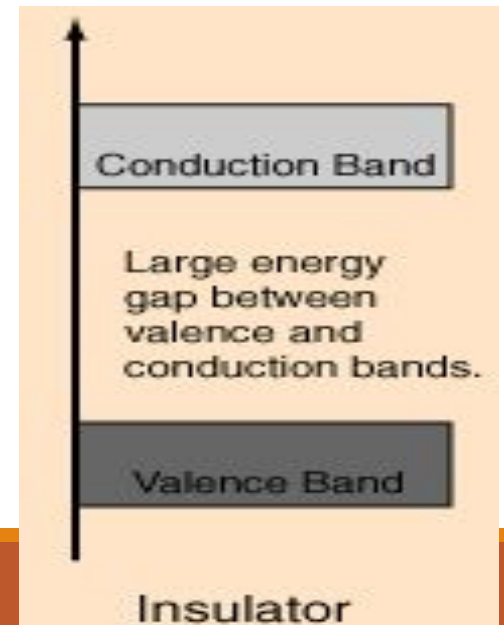 Conduction Band
Large energy
gap between
valence and
conduction bands.
Valence Band
Insulator